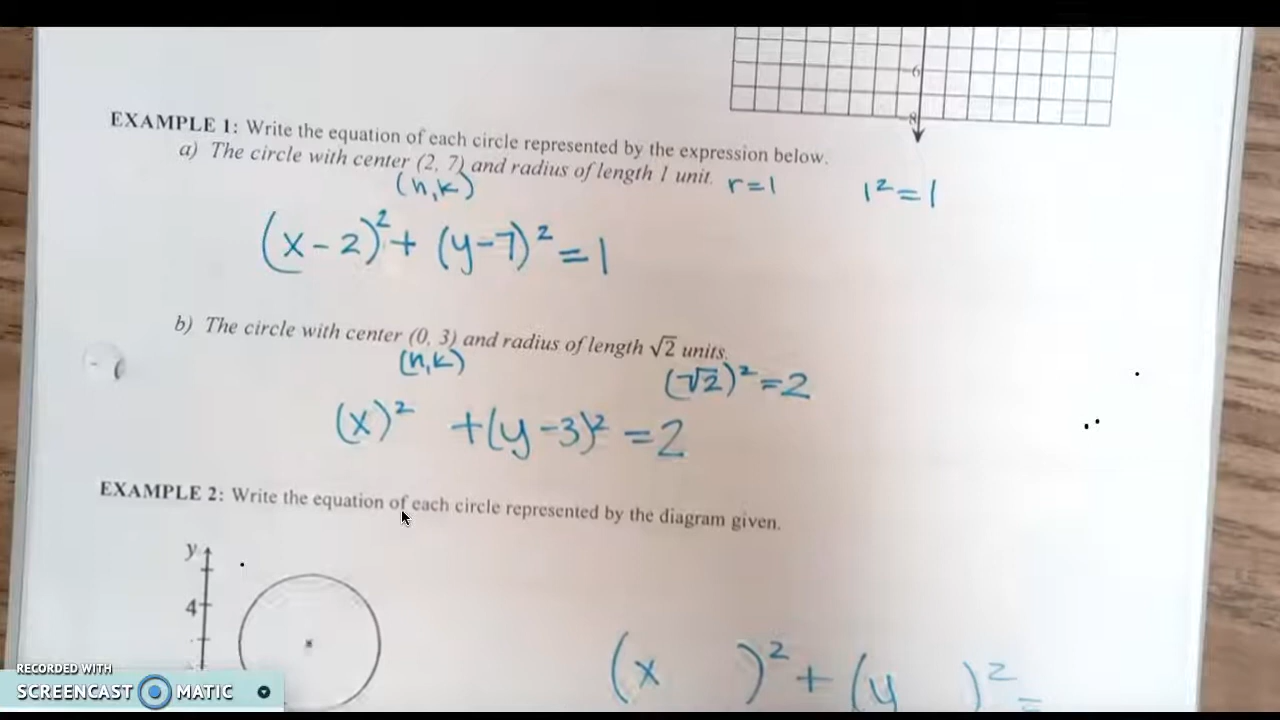 6
8
EXAMPLE 1: Write the equation of each circle represented by the expression below.
a) The circle with center (2, 7) and radius of length 1 unit. r=1 1²=1
(h,k)
(x-2)²+ (y-7)² =1
b) The circle with center (0, 3) and radius of length √2 units.
(h,k) (√2)²=2
(x)² +(y-3)² =2
EXAMPLE 2: Write the equation of each circle represented by the diagram given.
y
4
(x )²+(y )²=
RECORDED WITH
SCREENCAST MATIC